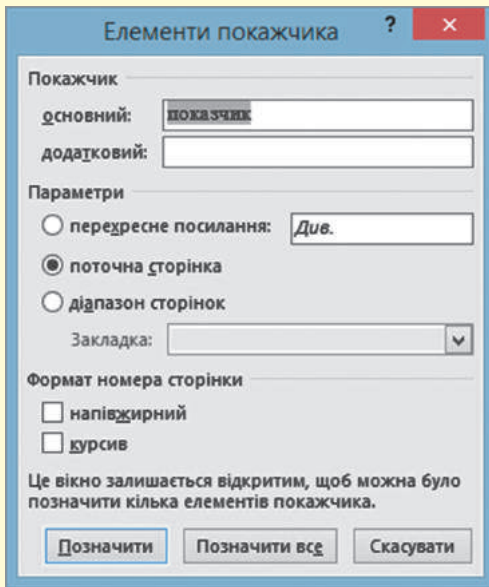 Елементи покажчика ? ×
Покажчик
основний: показчик
додатковий:
Параметри
перехресне посилання: Див.
поточна сторінка
діапазон сторінок
Закладка:
Формат номера сторінки
напівжирний
курсив
Це вікно залишається відкритим, щоб можна було
позначити кілька елементів покажчика.
Позначити Позначити все Скасувати